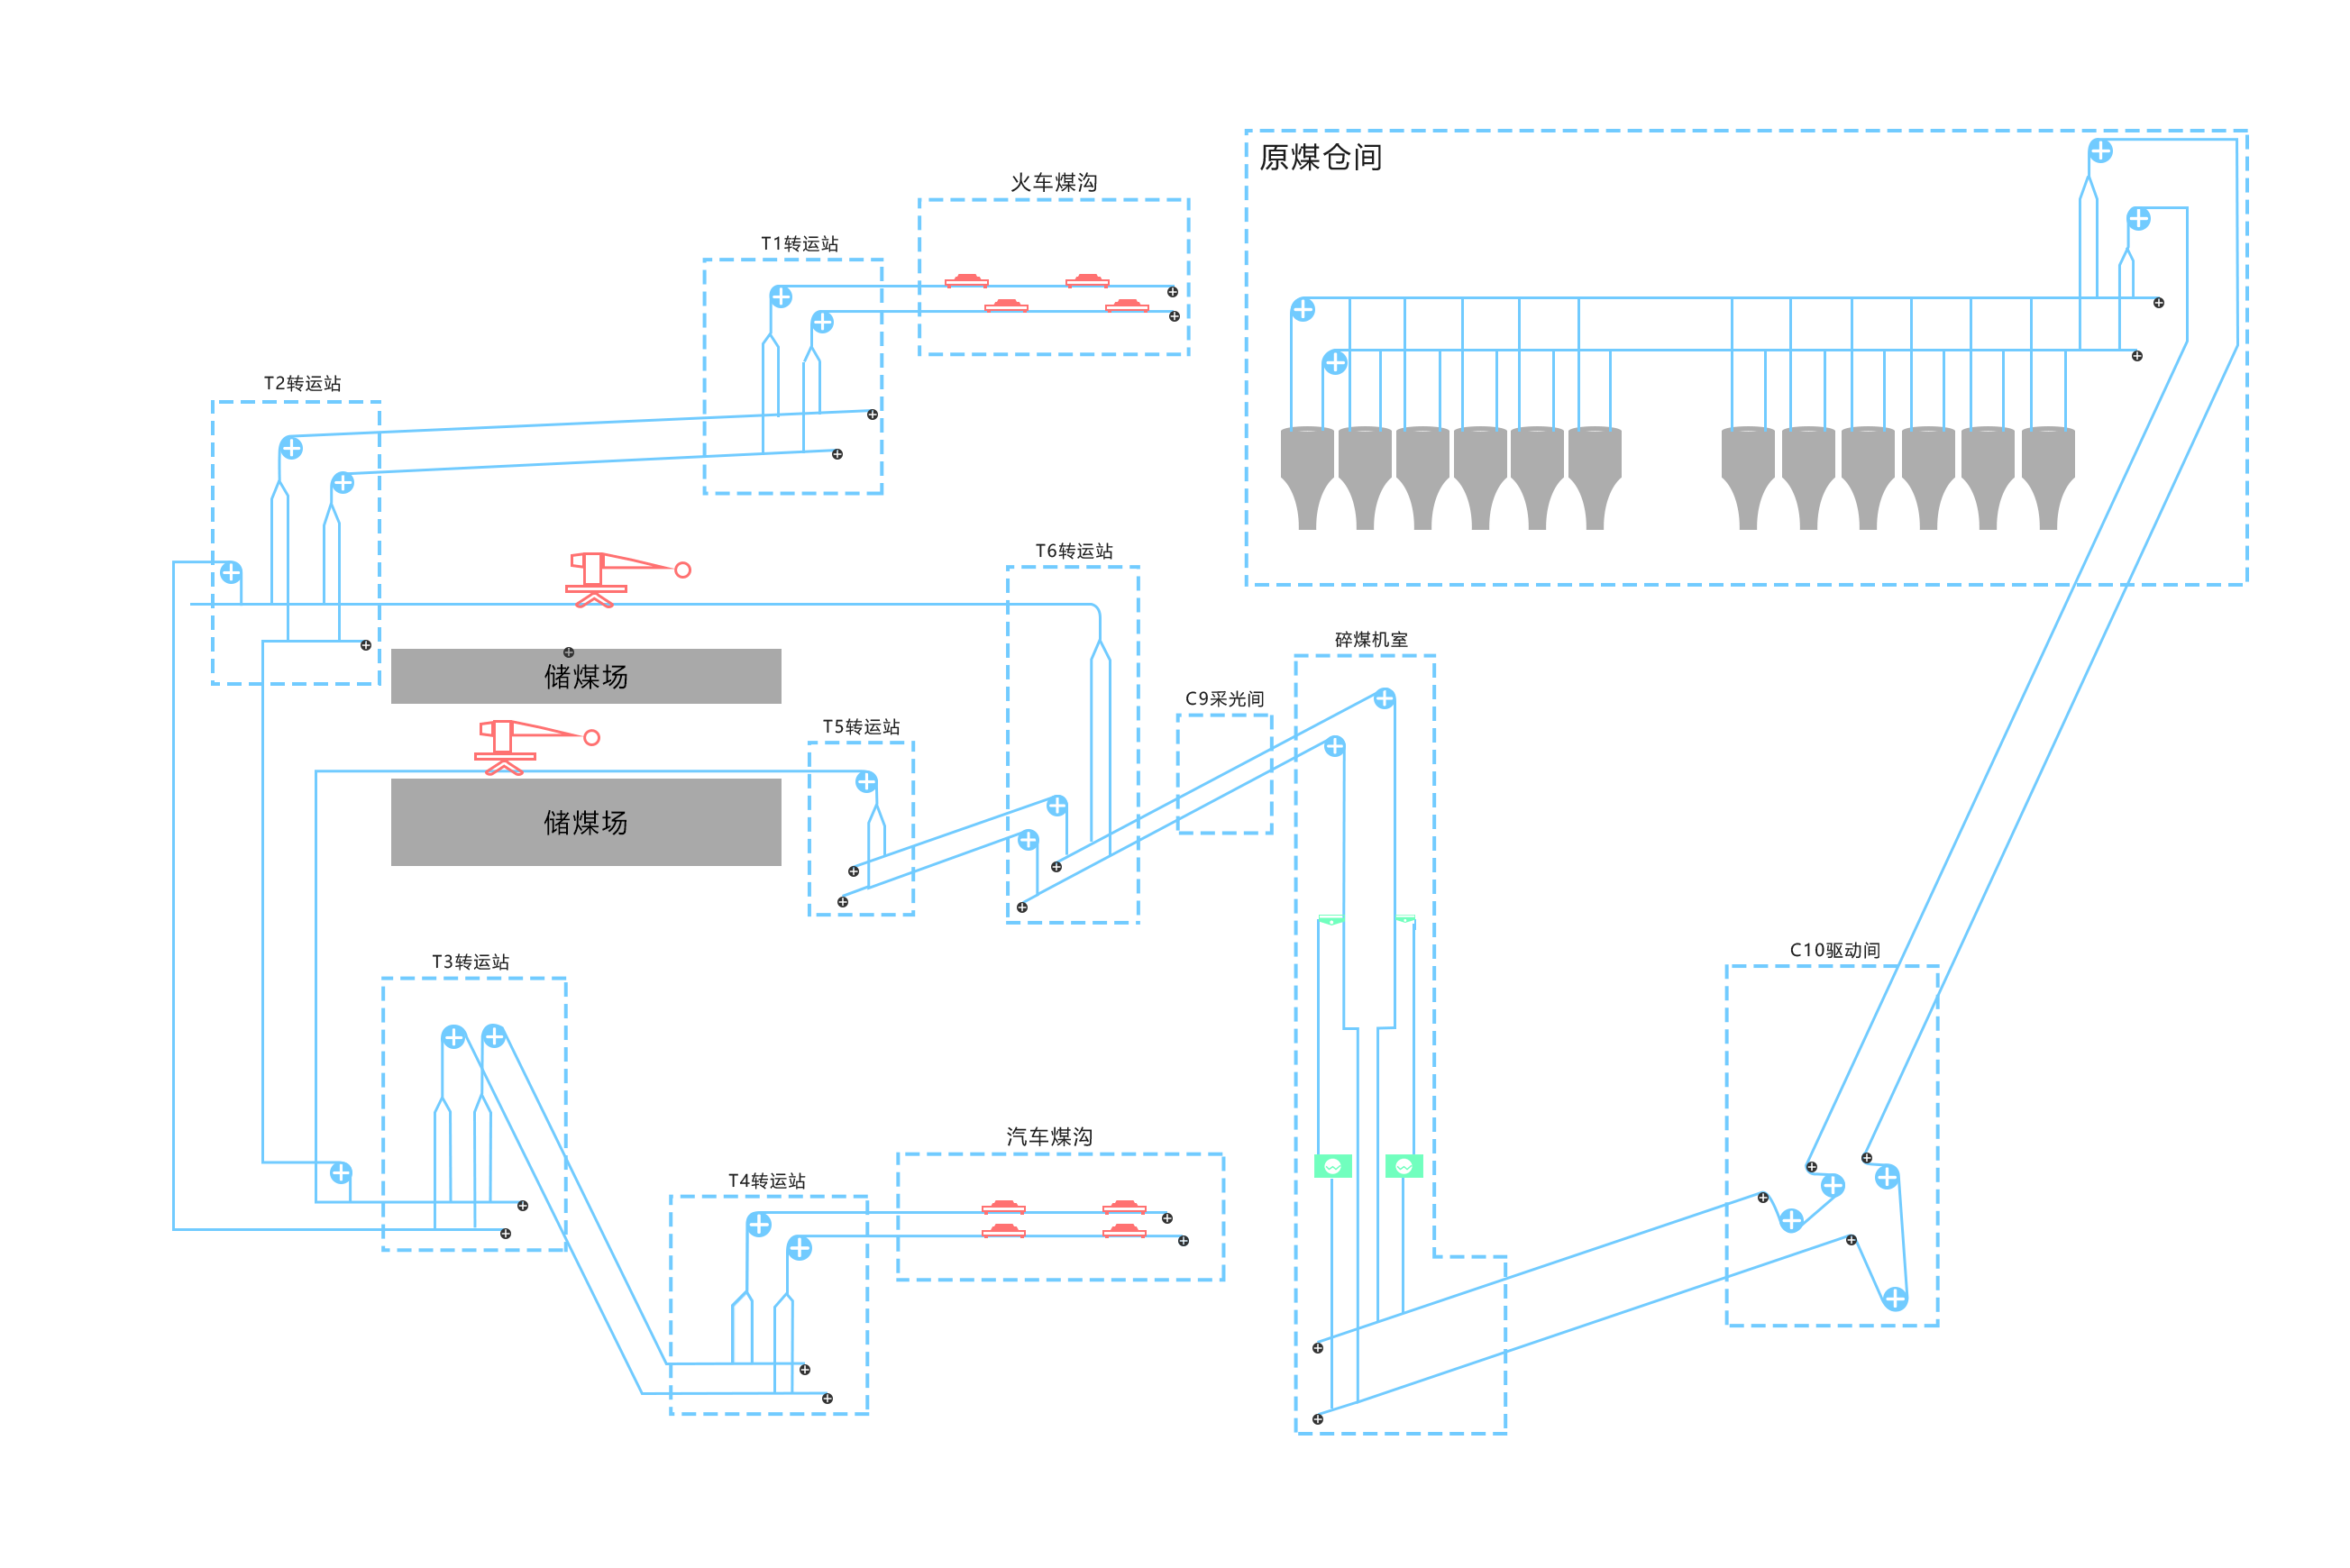 原煤仓间
火车煤沟
T1转运站
T2转运站
T6转运站
碎煤机室
储煤场
C9采光间
T5转运站
储煤场
C10驱动间
T3转运站
汽车煤沟
T4转运站